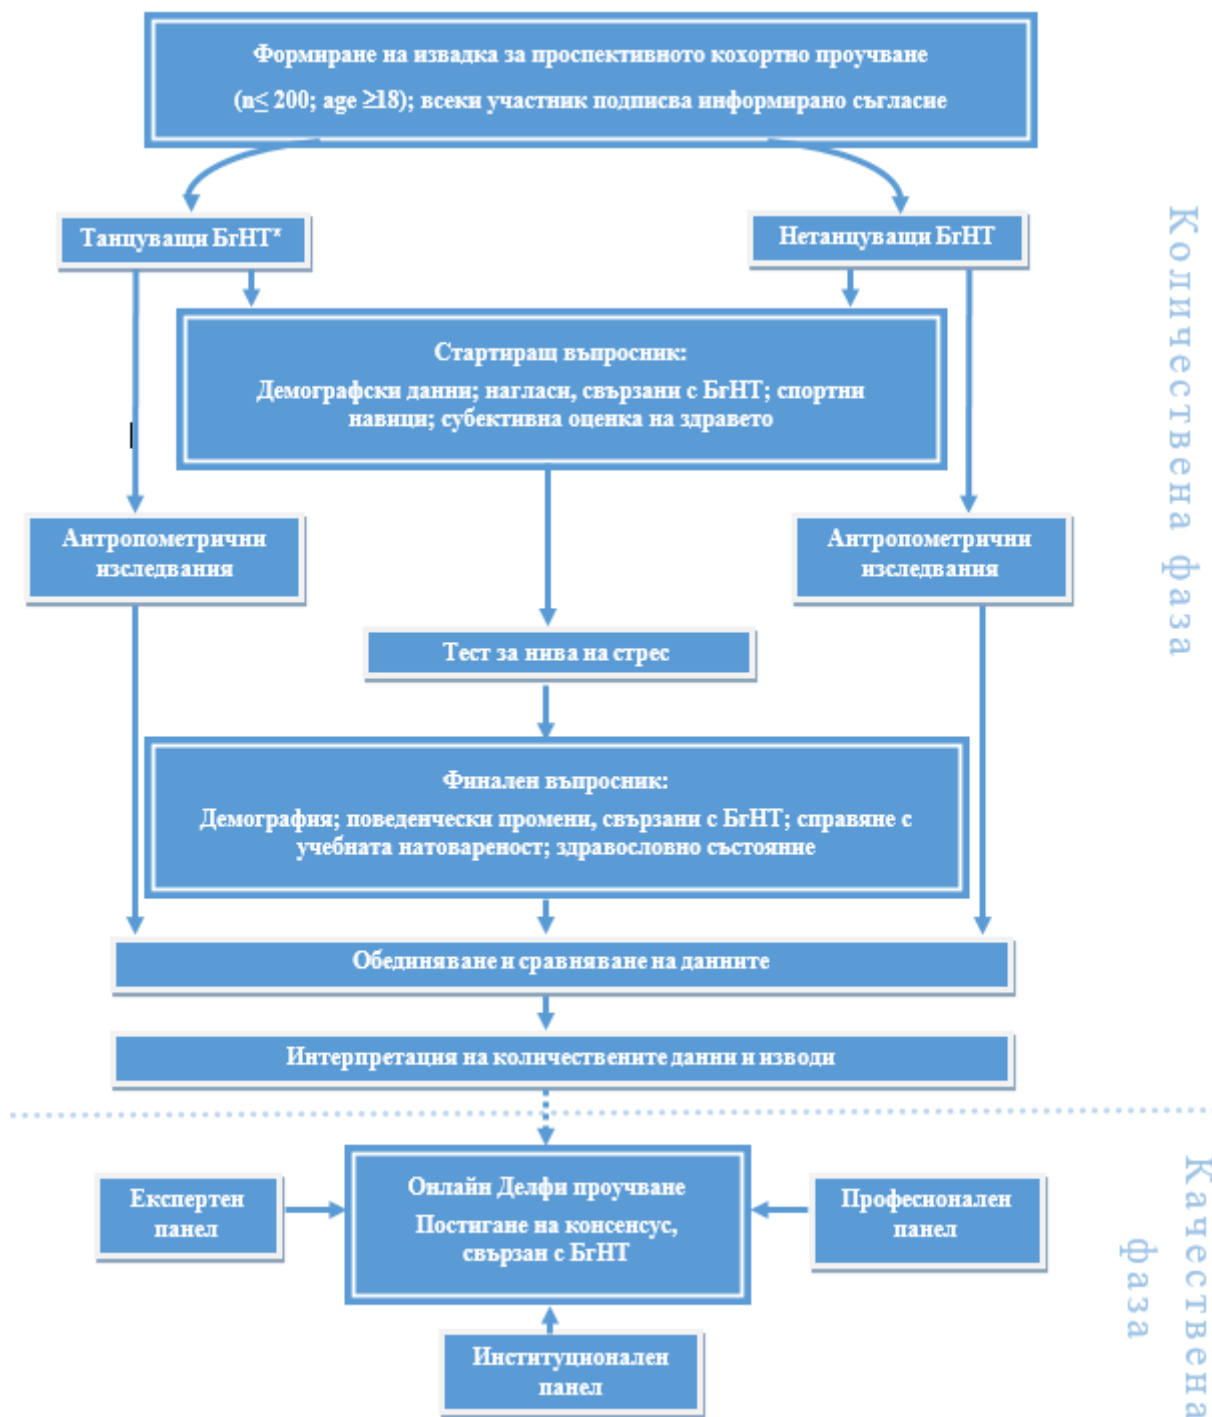 Формиране на извадка за проспективното кохортно проучване
(n≤ 200; age ≥18); всеки участник подписва информирано съгласие
Танцуващи БгНТ*
Нетанцуващи БгНТ
Стартиращ въпросник:
Демографски данни; нагласи, свързани с БгНТ; спортни
навици; субективна оценка на здравето
Антропометрични
изследвания
Антропометрични
изследвания
Тест за нива на стрес
Финален въпросник:
Демография; поведенчески промени, свързани с БгНТ; справяне с
учебната натовареност; здравословно състояние
Обединяване и сравняване на данните
Интерпретация на количествените данни и изводи
Количествена фаза
Експертен
панел
Онлайн Делфи проучване
Постигане на консенсус,
свързан с БгНТ
Професионален
панел
Институционален
панел
Качествена
фаза